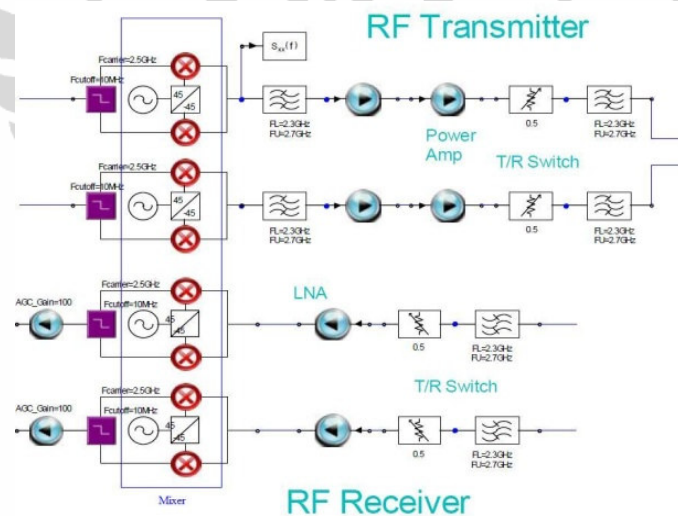 RF Transmitter
Sxx(f)
Fcarrier=2.5GHz
Fcutoff=10MHz
45
-45
FL=2.3GHz
FU=2.7GHz
Power
Amp
0.5
FL=2.3GHz
FU=2.7GHz
T/R Switch
Fcarrier=2.5GHz
Fcutoff=10MHz
45
-45
FL=2.3GHz
FU=2.7GHz
0.5
FL=2.3GHz
FU=2.7GHz
Fcarrier=2.5GHz
AGC_Gain=100
Fcutoff=10MHz
45
-45
LNA
0.5
FL=2.3GHz
FU=2.7GHz
T/R Switch
Fcarrier=2.5GHz
AGC_Gain=100
Fcutoff=10MHz
45
-45
0.5
FL=2.3GHz
FU=2.7GHz
Mixer
RF Receiver